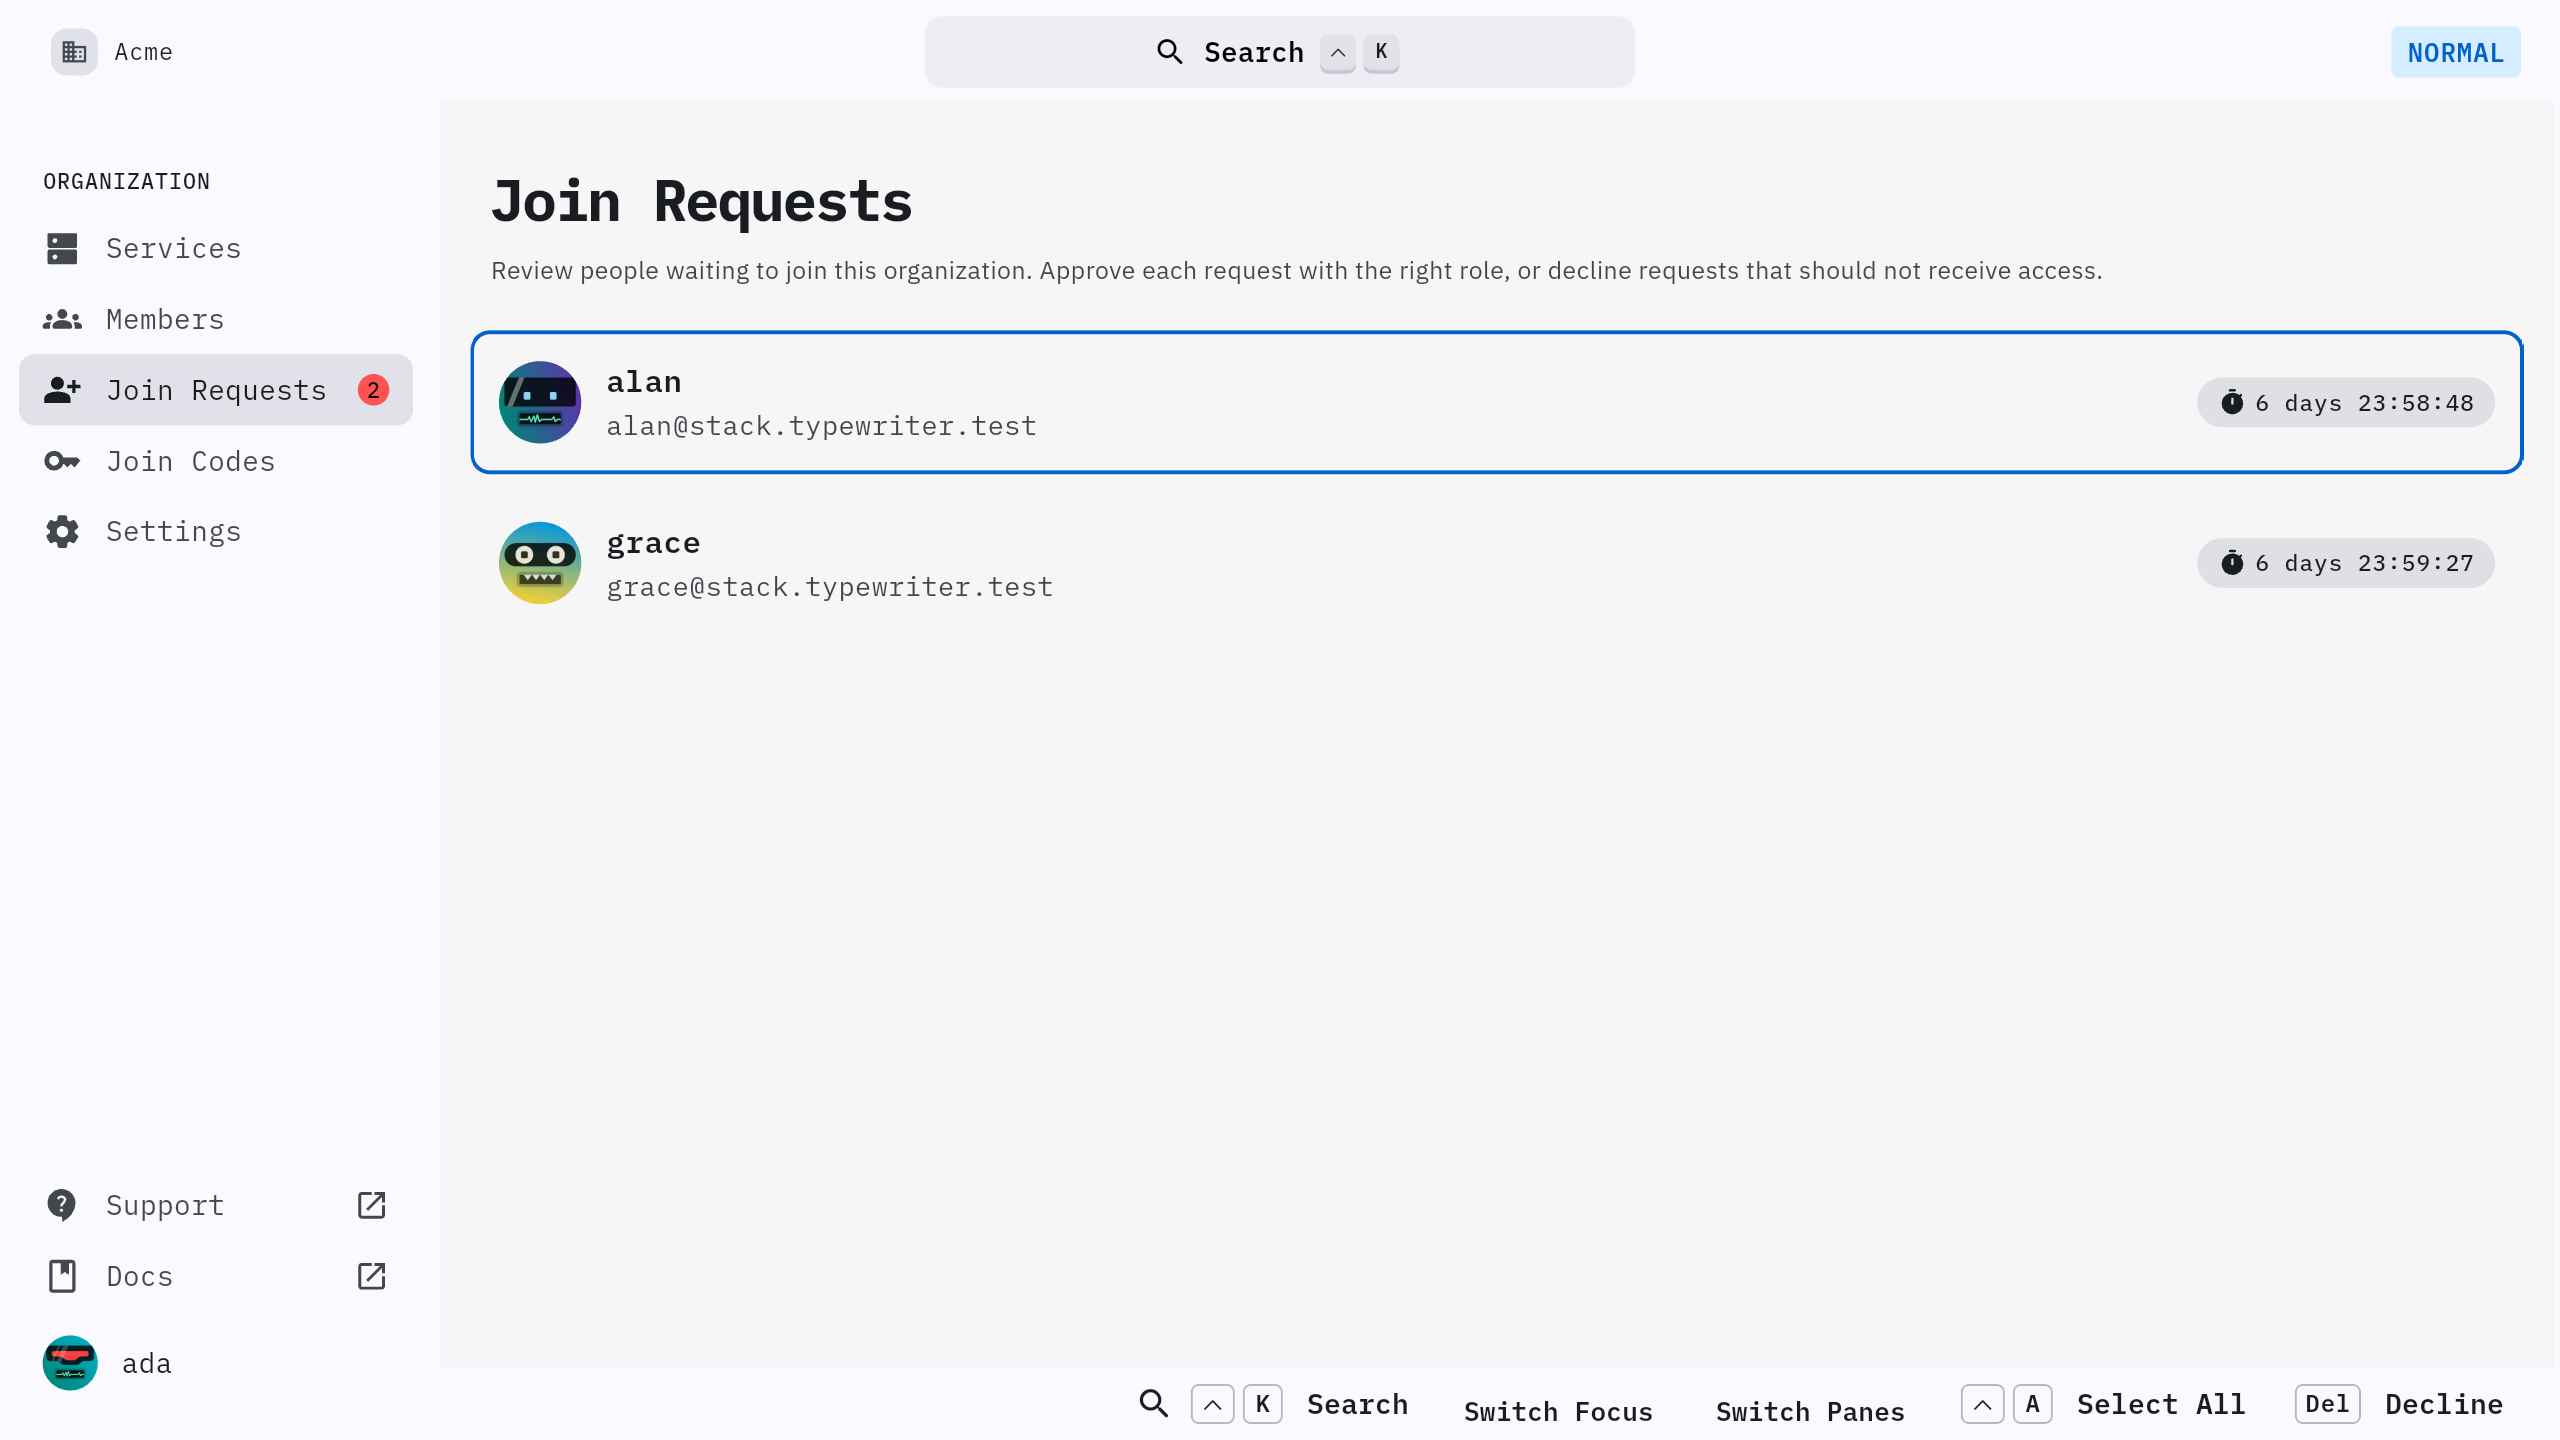 Acme
Search ^ K
NORMAL
ORGANIZATION
Services
Members
Join Requests 2
Join Codes
Settings
Support
Docs
ada
Join Requests
Review people waiting to join this organization. Approve each request with the right role, or decline requests that should not receive access.
alan
alan@stack.typewriter.test
6 days 23:58:48
grace
grace@stack.typewriter.test
6 days 23:59:27
^ K Search Switch Focus Switch Panes ^ A Select All Del Decline